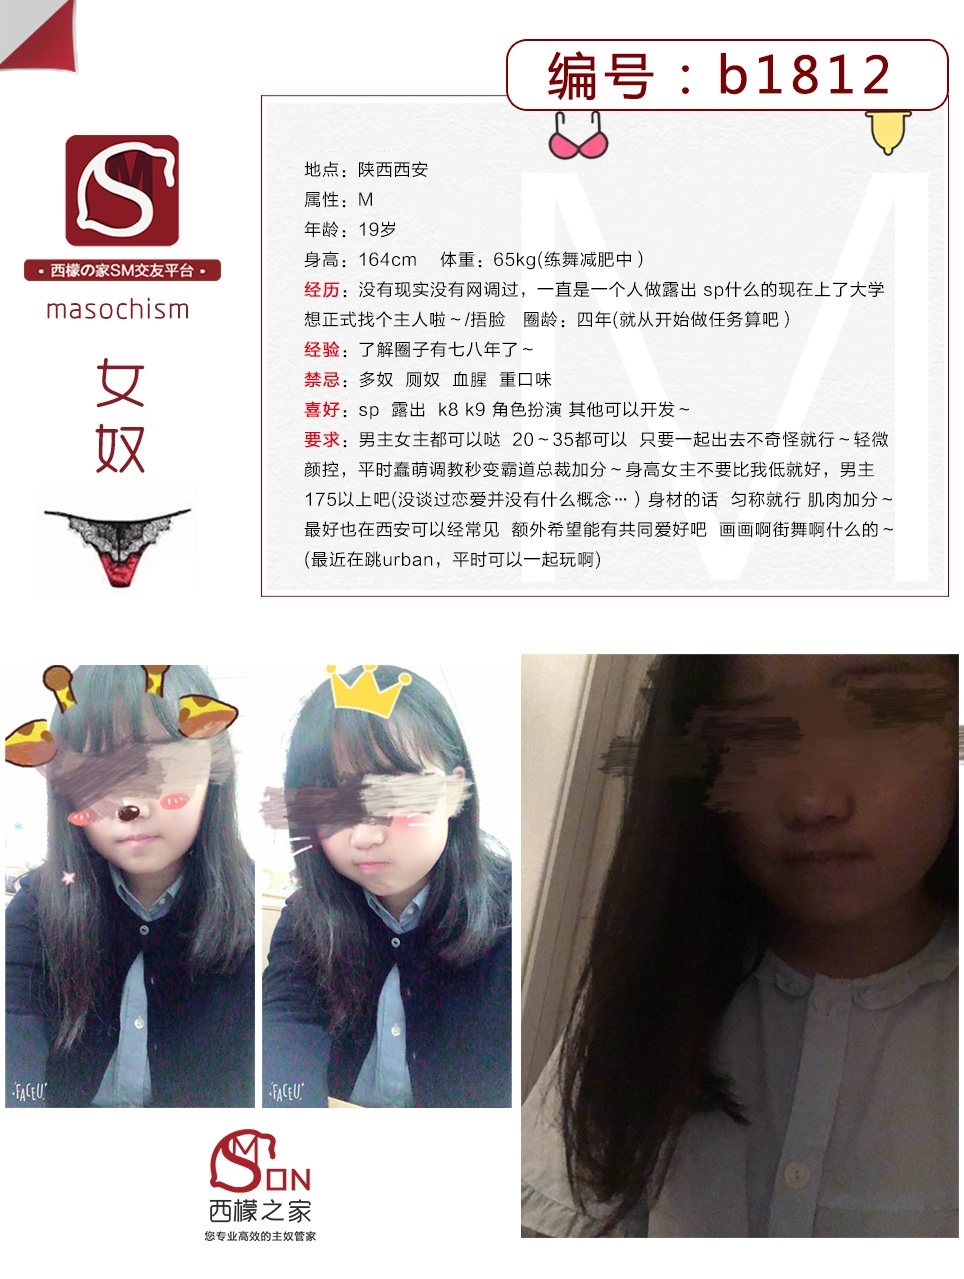 编号：b1812
地点：陕西西安
属性：M
年龄：19岁
身高：164cm 体重：65kg(练舞减肥中）
经历：没有现实没有网调过，一直是一个人做露出 sp什么的现在上了大学
想正式找个主人啦～/捂脸 圈龄：四年(就从开始做任务算吧）
经验：了解圈子有七八年了～
禁忌：多奴 厕奴 血腥 重口味
喜好：sp 露出 k8 k9 角色扮演 其他可以开发～
要求：男主女主都可以哒 20～35都可以 只要一起出去不奇怪就行～轻微
颜控，平时蠢萌调教秒变霸道总裁加分～身高女主不要比我低就好，男主
175以上吧(没谈过恋爱并没有什么概念…）身材的话 匀称就行 肌肉加分～
最好也在西安可以经常见 额外希望能有共同爱好吧 画画啊街舞啊什么的～
(最近在跳urban，平时可以一起玩啊)
SM
·西檬の家SM交友平台·
masochism
女
奴
M
FACEU
FACEU
SMON
西檬之家
您专业高效的主奴管家